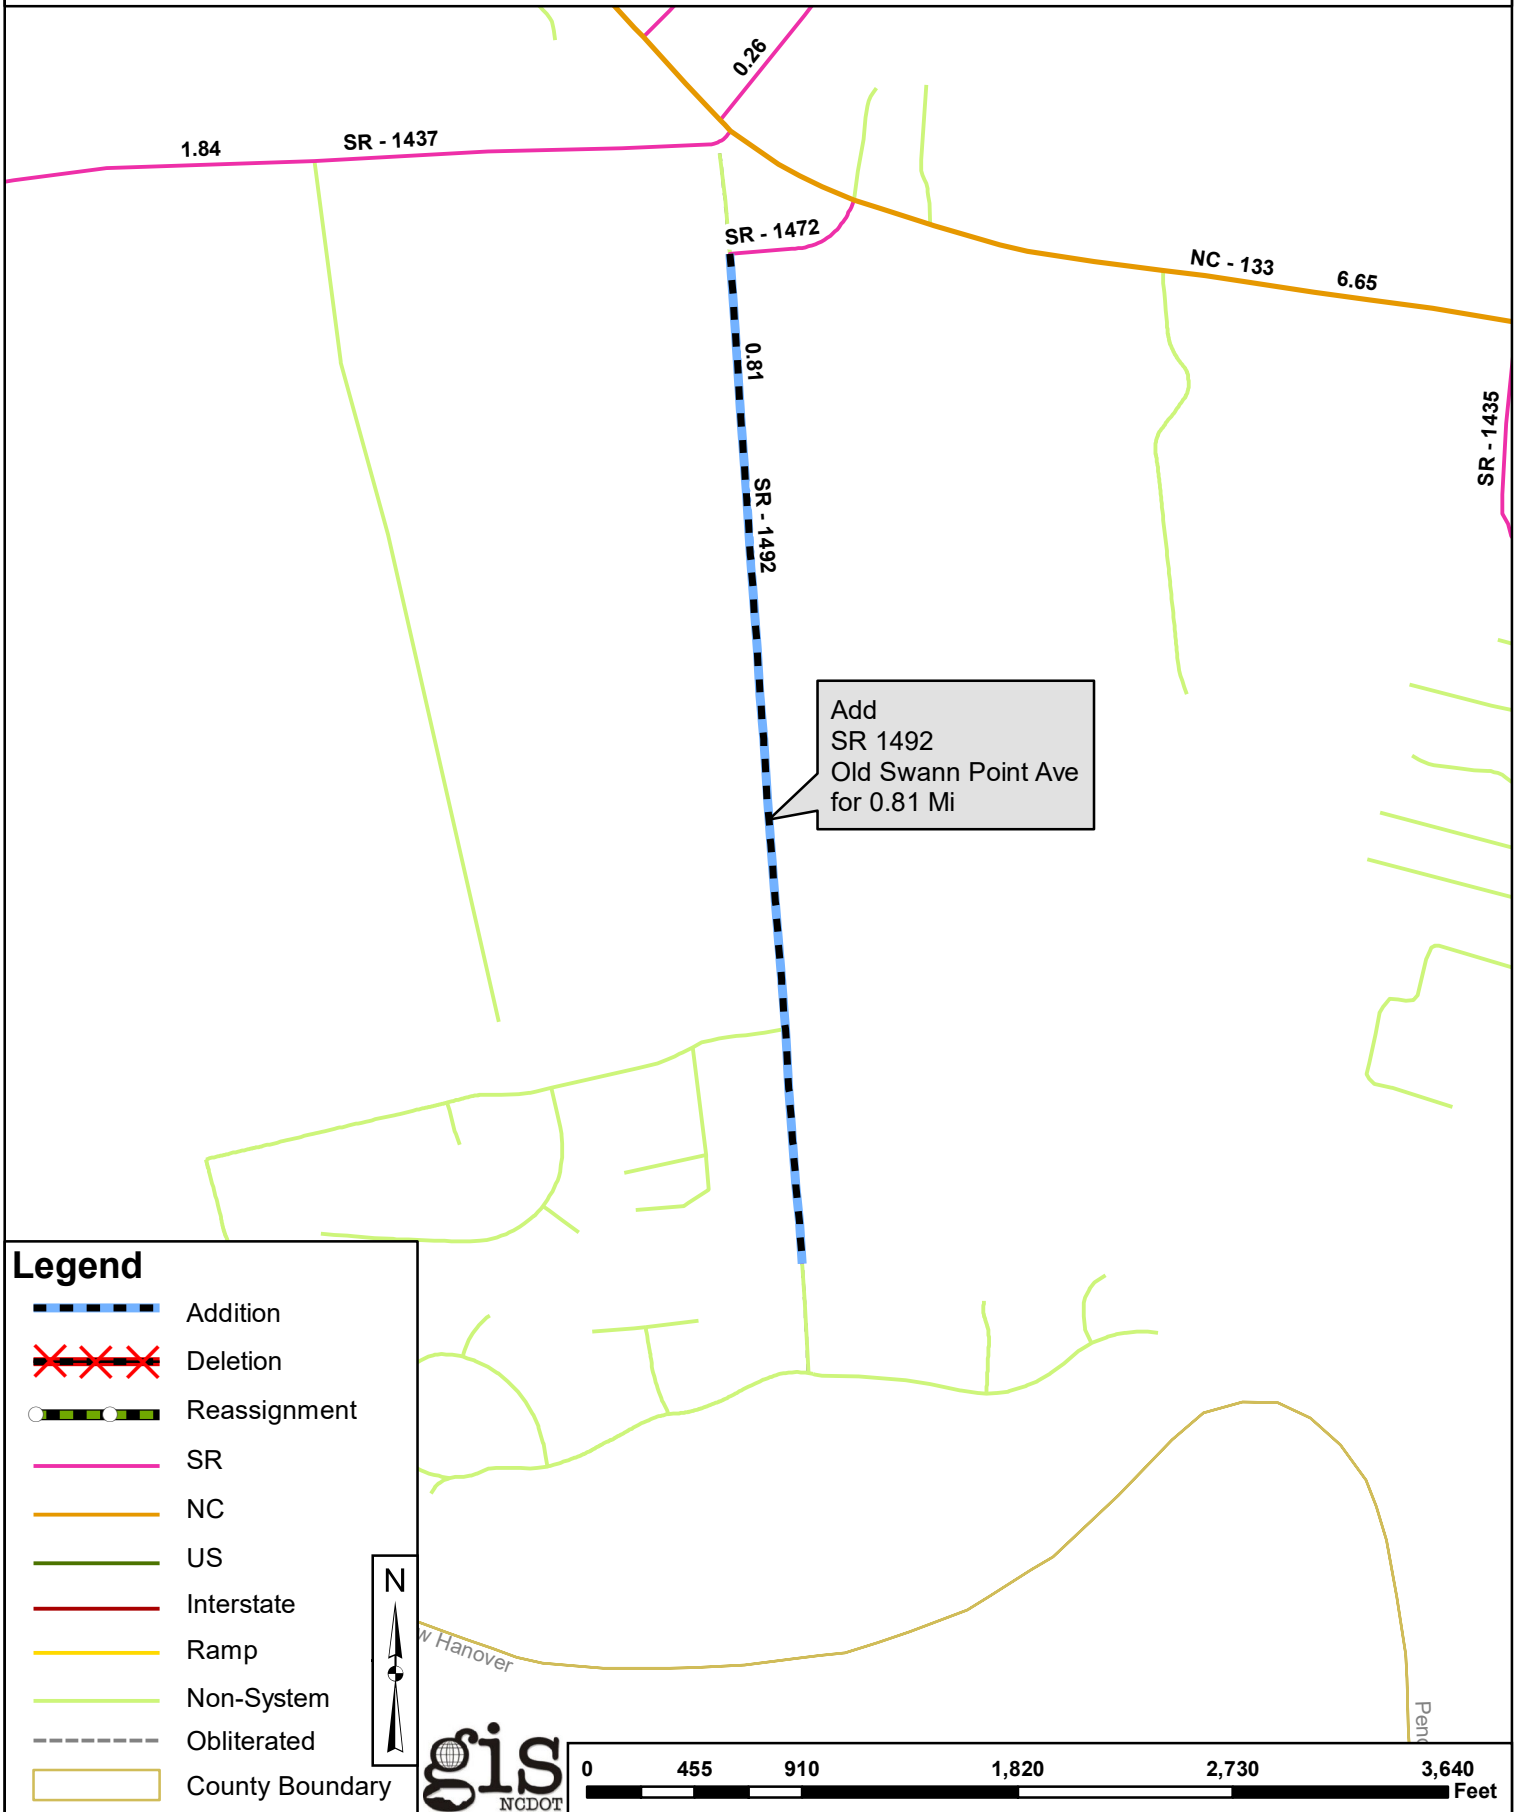 0.26
1.84
SR - 1437
SR - 1472
NC - 133
6.65
0.81
SR - 1435
SR - 1492
Add
SR 1492
Old Swann Point Ave
for 0.81 Mi
Legend
Addition
Deletion
Reassignment
SR
NC
US
Interstate
Ramp
Non-System
Obliterated
County Boundary
N
w Hanover
Pend
gis
NCDOT
0 455 910 1,820 2,730 3,640
Feet